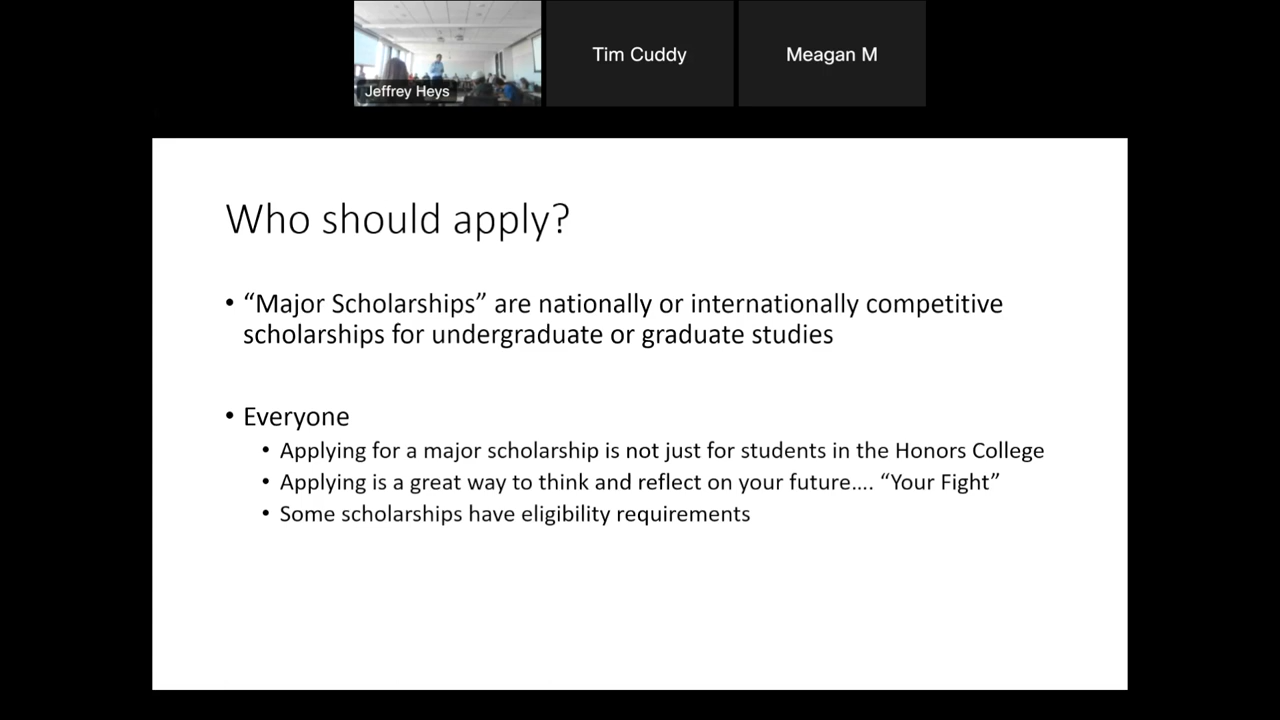 Jeffrey Heys
Tim Cuddy
Meagan M
Who should apply?
• “Major Scholarships” are nationally or internationally competitive
scholarships for undergraduate or graduate studies
• Everyone
• Applying for a major scholarship is not just for students in the Honors College
• Applying is a great way to think and reflect on your future.... “Your Fight”
• Some scholarships have eligibility requirements